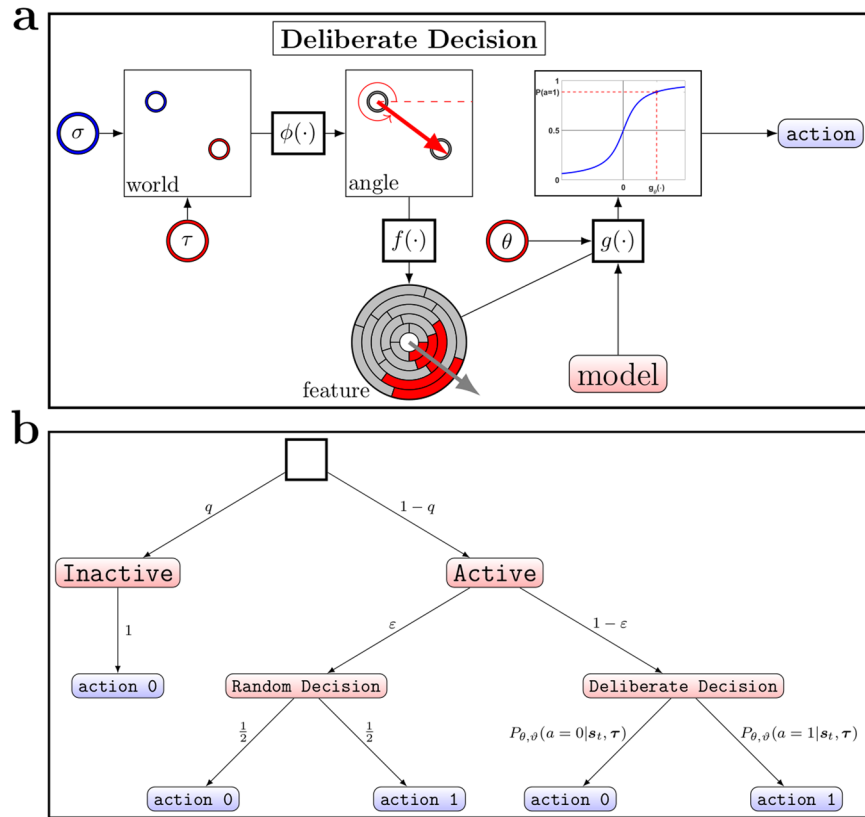 a
Deliberate Decision
σ
world
ϕ(·)
angle
1
P(a=1)
0.5
0
0
g_θ(·)
action
τ
f(·)
θ
g(·)
feature
model
b
q
1 − q
Inactive
Active
1
ε
1 − ε
action 0
Random Decision
Deliberate Decision
1/2
1/2
P_{θ,ϑ}(a = 0|s_t, τ)
P_{θ,ϑ}(a = 1|s_t, τ)
action 0
action 1
action 0
action 1